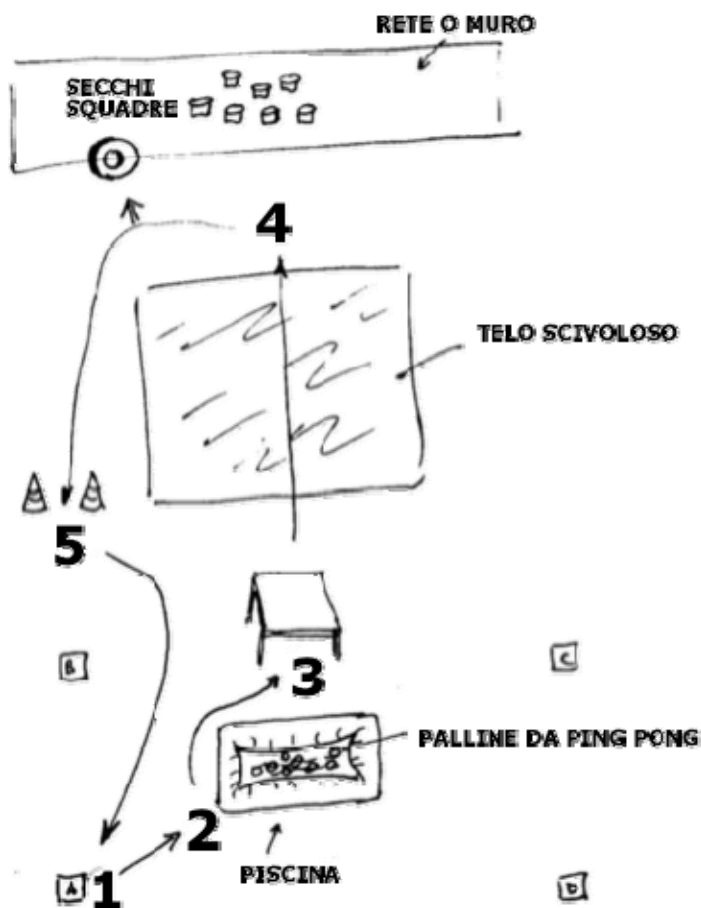 RETE O MURO
SECCHI
SQUADRE
4
TELO SCIVOLOSO
5
B
C
3
PALLINE DA PING PONG
2
PISCINA
A
1
D